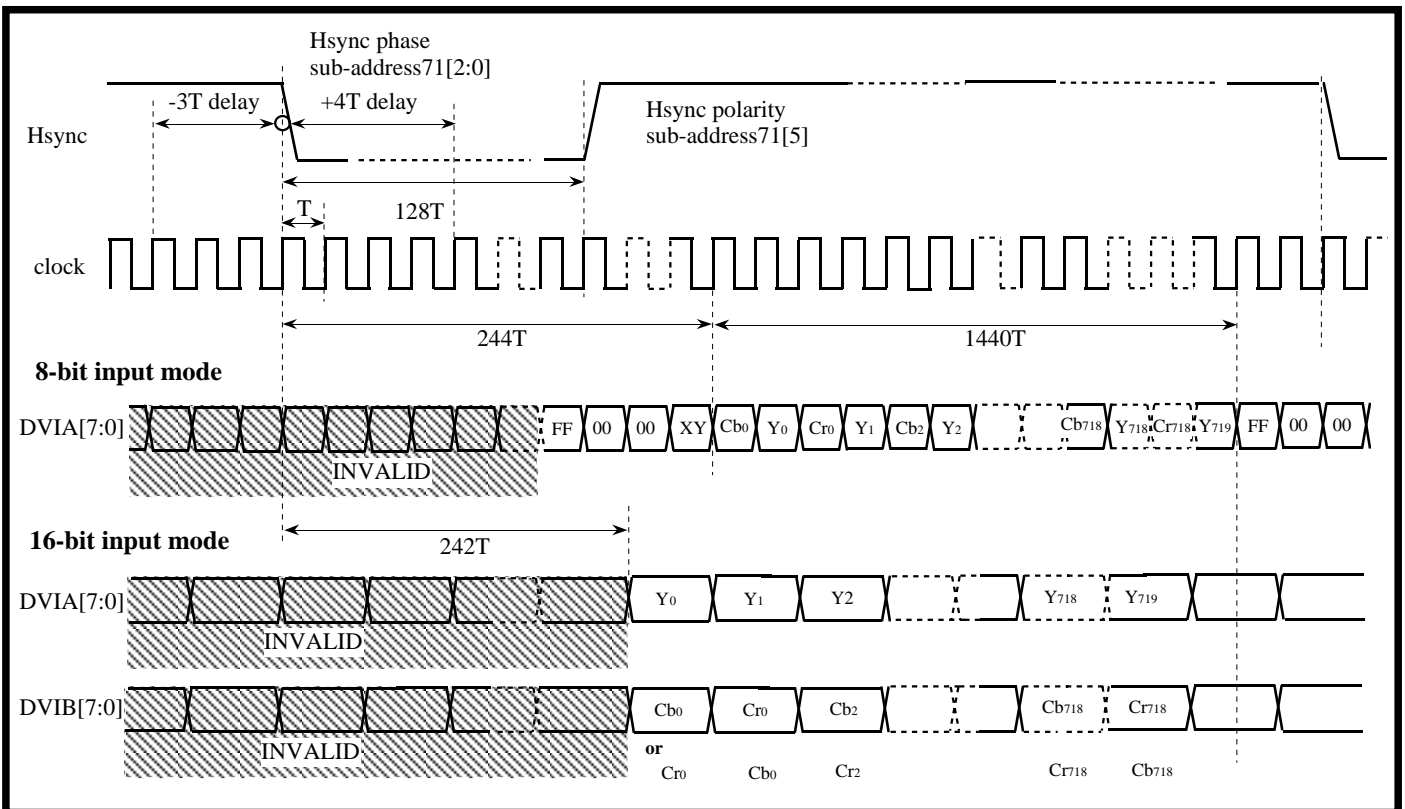 Hsync phase
sub-address71[2:0]
-3T delay
+4T delay
Hsync polarity
sub-address71[5]
Hsync
T
128T
clock
244T
1440T
8-bit input mode
DVIA[7:0]
FF 00 00 XY Cb0 Y0 Cr0 Y1 Cb2 Y2 Cb718 Y718 Cr718 Y719 FF 00 00
INVALID
16-bit input mode
242T
DVIA[7:0]
Y0 Y1 Y2 Y718 Y719
INVALID
DVIB[7:0]
Cb0 Cr0 Cb2 Cb718 Cr718
INVALID
or
Cr0 Cb0 Cr2 Cr718 Cb718